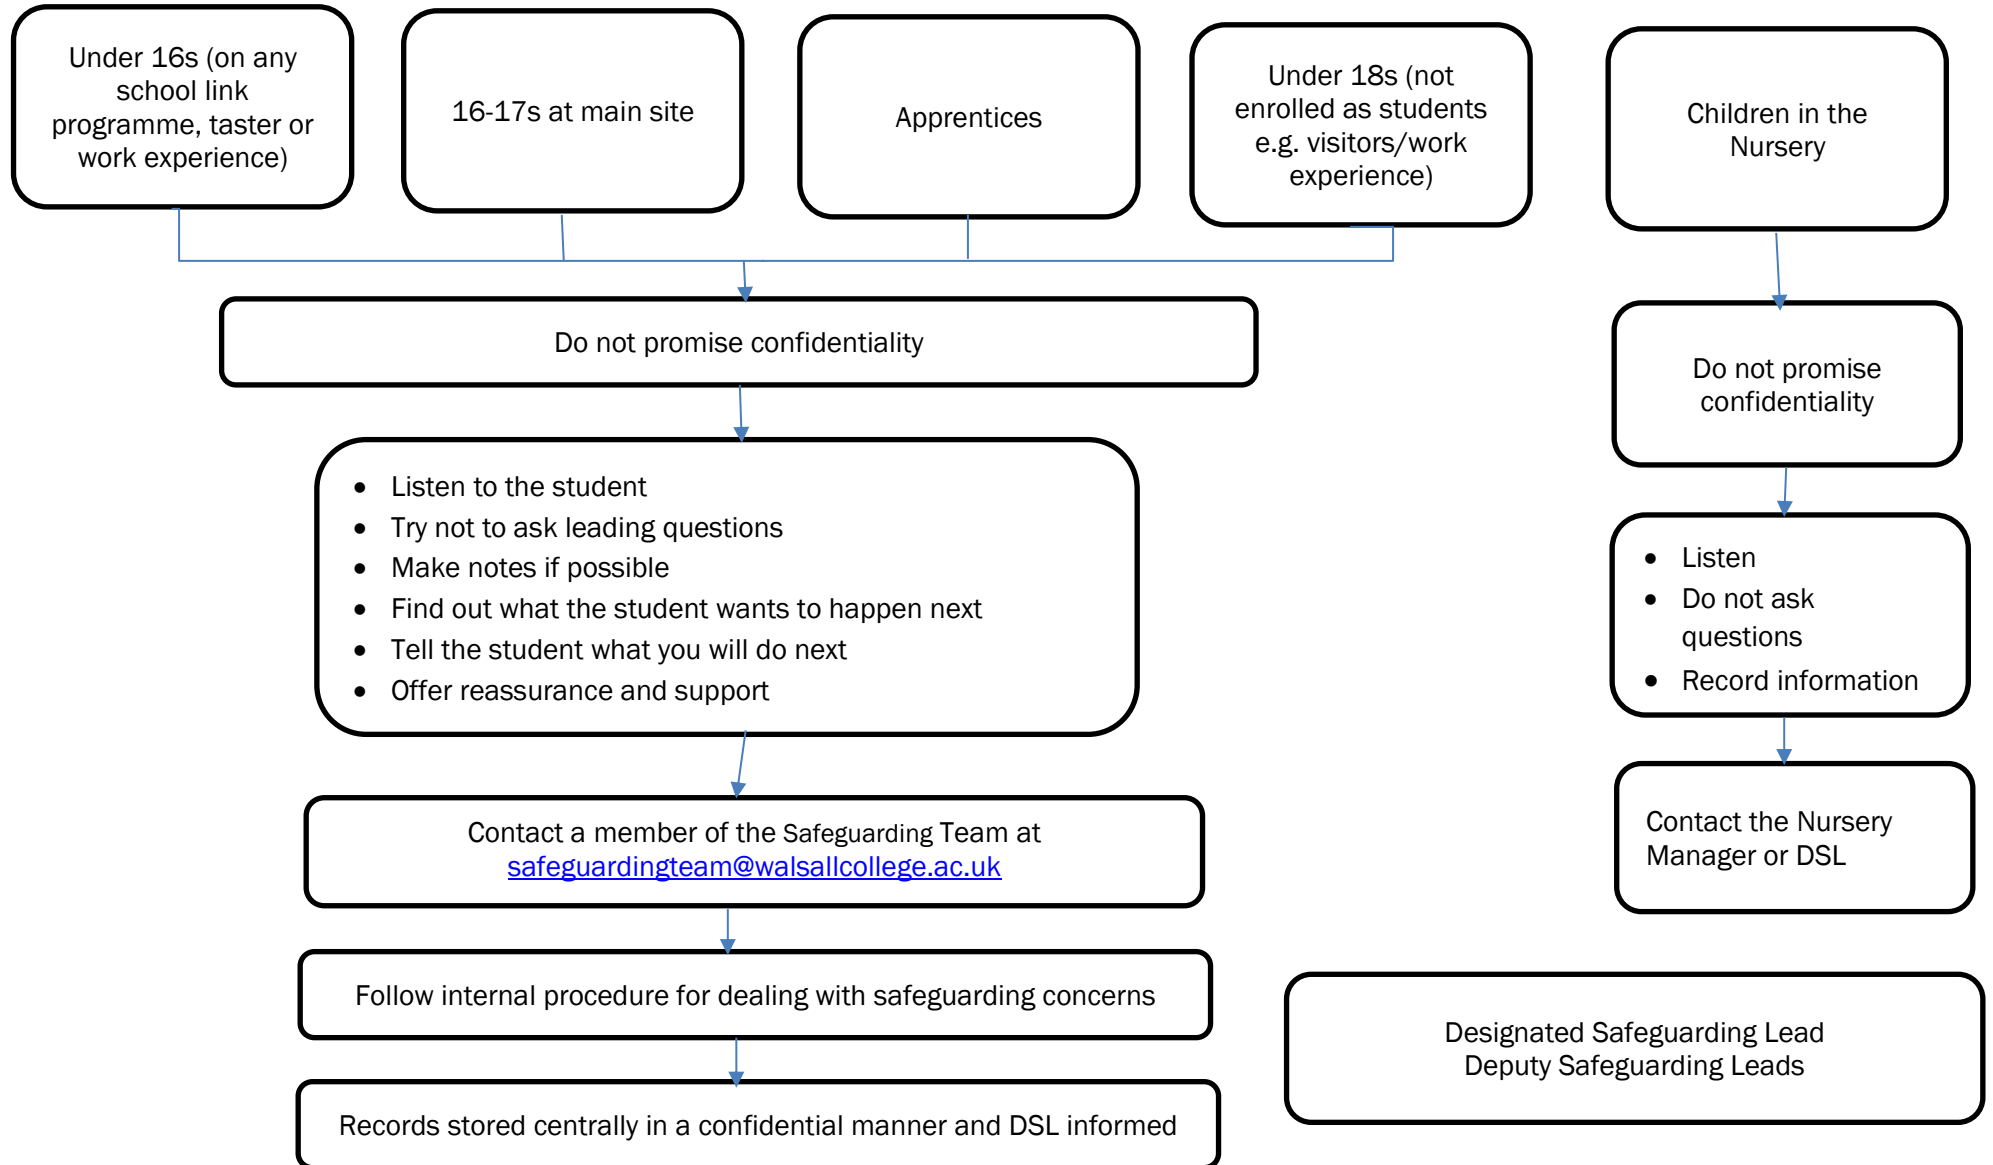 Under 16s (on any
school link
programme, taster or
work experience)
16-17s at main site
Apprentices
Under 18s (not
enrolled as students
e.g. visitors/work
experience)
Children in the
Nursery
Do not promise confidentiality
• Listen to the student
• Try not to ask leading questions
• Make notes if possible
• Find out what the student wants to happen next
• Tell the student what you will do next
• Offer reassurance and support
Contact a member of the Safeguarding Team at
safeguardingteam@walsallcollege.ac.uk
Follow internal procedure for dealing with safeguarding concerns
Records stored centrally in a confidential manner and DSL informed
Do not promise
confidentiality
• Listen
• Do not ask
questions
• Record information
Contact the Nursery
Manager or DSL
Designated Safeguarding Lead
Deputy Safeguarding Leads